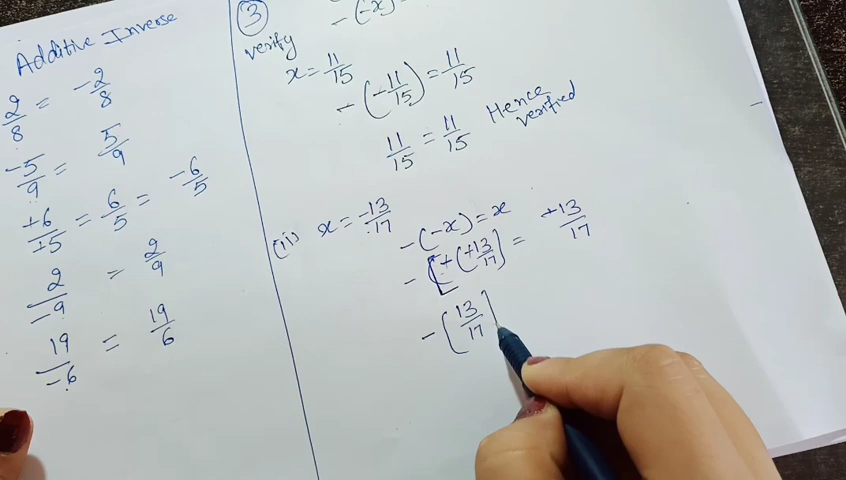 Additive Inverse
2/8 = -2/8
-5/9 = 5/9
-6/-5 = 6/5 = -6/5
2/-9 = 2/9
19/-6 = 19/6
③
-(-x) =
verify
x = 11/15
-(-11/15) = 11/15
11/15 = 11/15 Hence verified
(ii) x = -13/17
-(-x) = x
-[+(+13/17)] = -13/17
-[13/17]